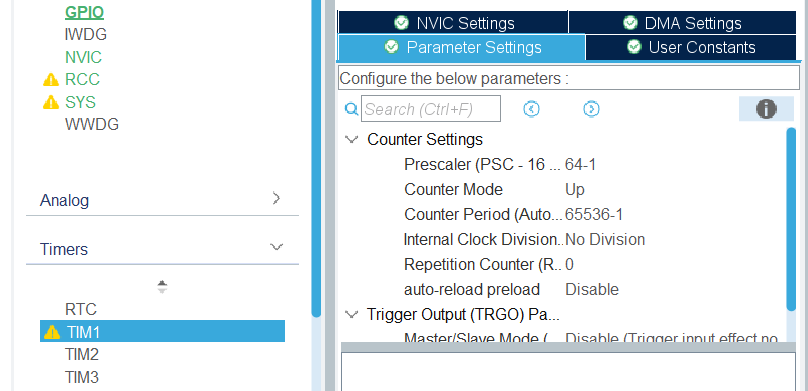 GPIO
IWDG
NVIC
RCC
SYS
WWDG
Analog
Timers
RTC
TIM1
TIM2
TIM3
NVIC Settings
DMA Settings
Parameter Settings
User Constants
Configure the below parameters :
Search (Ctrl+F)
Counter Settings
Prescaler (PSC - 16 ... 64-1
Counter Mode Up
Counter Period (Auto... 65536-1
Internal Clock Division.. No Division
Repetition Counter (R.. 0
auto-reload preload Disable
Trigger Output (TRGO) Pa...
Master/Slave Mode (... Disable (Trigger input effect no